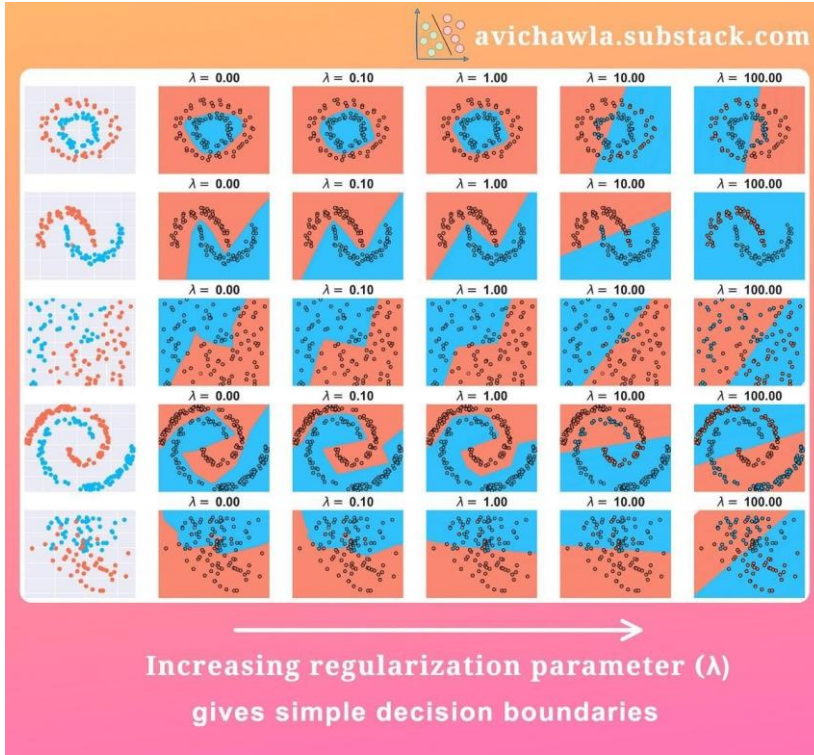 avichawla.substack.com
λ = 0.00 λ = 0.10 λ = 1.00 λ = 10.00 λ = 100.00
λ = 0.00 λ = 0.10 λ = 1.00 λ = 10.00 λ = 100.00
λ = 0.00 λ = 0.10 λ = 1.00 λ = 10.00 λ = 100.00
λ = 0.00 λ = 0.10 λ = 1.00 λ = 10.00 λ = 100.00
λ = 0.00 λ = 0.10 λ = 1.00 λ = 10.00 λ = 100.00
Increasing regularization parameter (λ)
gives simple decision boundaries